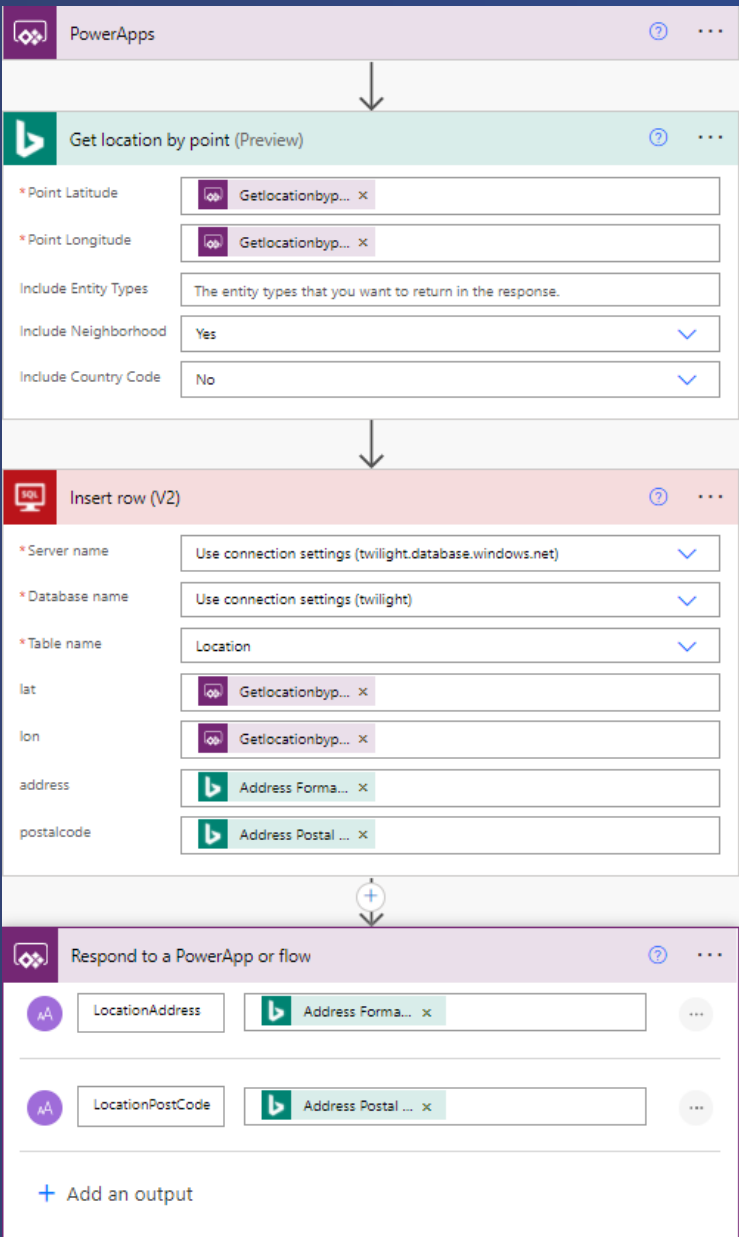 PowerApps
Get location by point (Preview)
* Point Latitude
Getlocationbyp... ×
* Point Longitude
Getlocationbyp... ×
Include Entity Types
The entity types that you want to return in the response.
Include Neighborhood
Yes
Include Country Code
No
SQL
Insert row (V2)
* Server name
Use connection settings (twilight.database.windows.net)
* Database name
Use connection settings (twilight)
* Table name
Location
lat
Getlocationbyp... ×
lon
Getlocationbyp... ×
address
Address Forma... ×
postalcode
Address Postal ... ×
Respond to a PowerApp or flow
AA
LocationAddress
Address Forma... ×
AA
LocationPostCode
Address Postal ... ×
+ Add an output